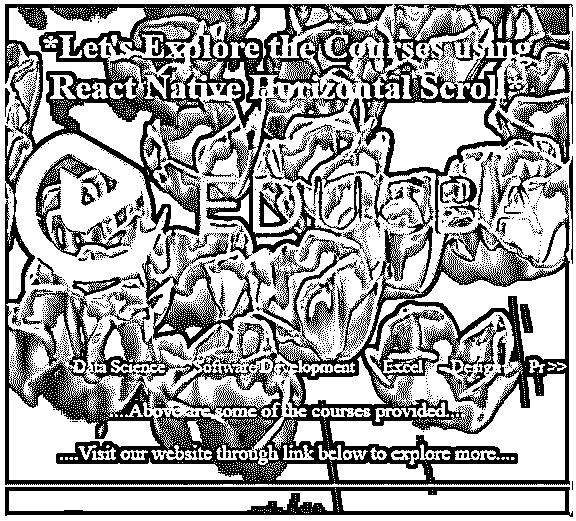 *Let's Explore the Courses using
React Native Horizontal Scroll*
EDUCBA
Data Science Software Development Excel Design Pr >>
....Above are some of the courses provided....
....Visit our website through link below to explore more....